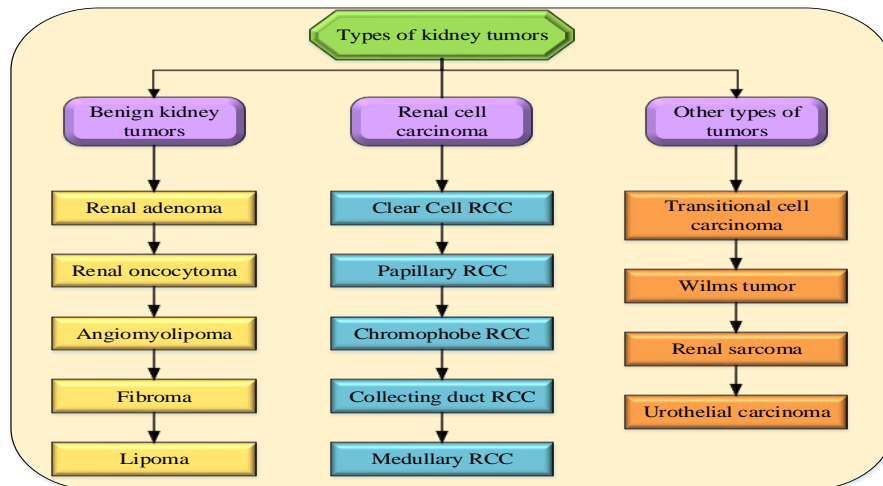 Types of kidney tumors
Benign kidney
tumors
Renal adenoma
Renal oncocytoma
Angiomyolipoma
Fibroma
Lipoma
Renal cell
carcinoma
Clear Cell RCC
Papillary RCC
Chromophobe RCC
Collecting duct RCC
Medullary RCC
Other types of
tumors
Transitional cell
carcinoma
Wilms tumor
Renal sarcoma
Urothelial carcinoma